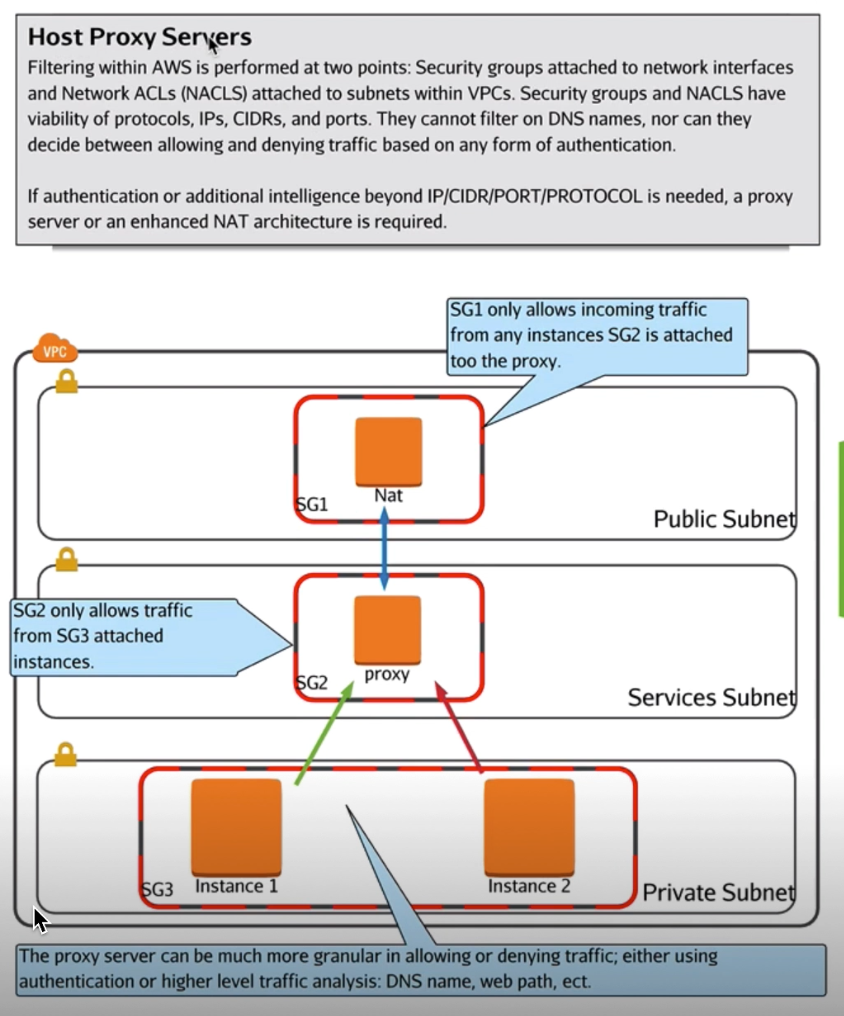 Host Proxy Servers
Filtering within AWS is performed at two points: Security groups attached to network interfaces
and Network ACLs (NACLS) attached to subnets within VPCs. Security groups and NACLS have
viability of protocols, IPs, CIDRs, and ports. They cannot filter on DNS names, nor can they
decide between allowing and denying traffic based on any form of authentication.
If authentication or additional intelligence beyond IP/CIDR/PORT/PROTOCOL is needed, a proxy
server or an enhanced NAT architecture is required.
SG1 only allows incoming traffic
from any instances SG2 is attached
too the proxy.
VPC
Nat
SG1
Public Subnet
SG2 only allows traffic
from SG3 attached
instances.
proxy
SG2
Services Subnet
SG3
Instance 1
Instance 2
Private Subnet
The proxy server can be much more granular in allowing or denying traffic; either using
authentication or higher level traffic analysis: DNS name, web path, ect.